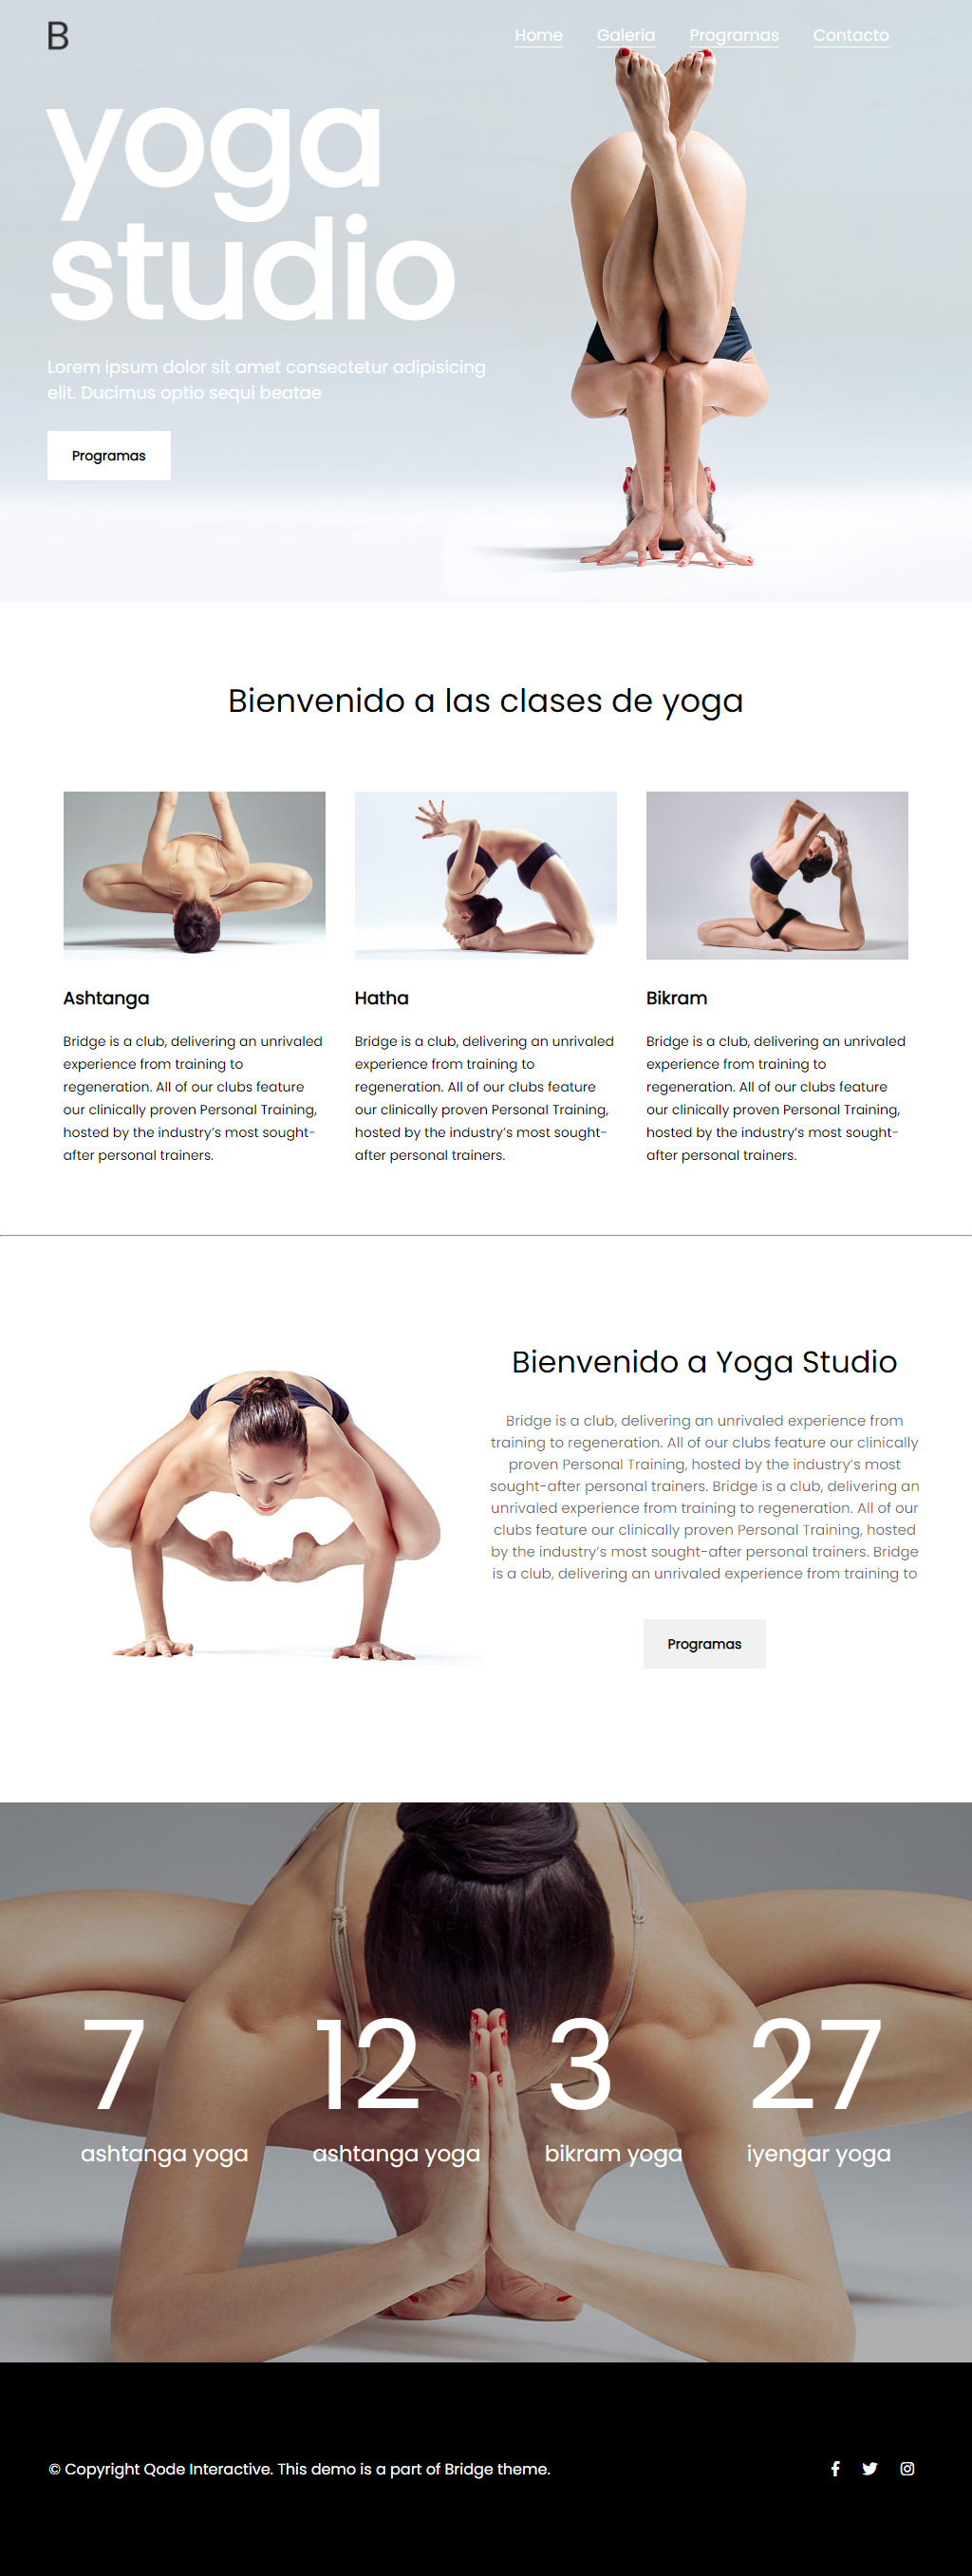 B
Home Galeria Programas Contacto
yoga
studio
Lorem ipsum dolor sit amet consectetur adipisicing
elit. Ducimus optio sequi beatae
Programas
Bienvenido a las clases de yoga
Ashtanga
Bridge is a club, delivering an unrivaled
experience from training to
regeneration. All of our clubs feature
our clinically proven Personal Training,
hosted by the industry’s most sought-
after personal trainers.
Hatha
Bridge is a club, delivering an unrivaled
experience from training to
regeneration. All of our clubs feature
our clinically proven Personal Training,
hosted by the industry’s most sought-
after personal trainers.
Bikram
Bridge is a club, delivering an unrivaled
experience from training to
regeneration. All of our clubs feature
our clinically proven Personal Training,
hosted by the industry’s most sought-
after personal trainers.
Bienvenido a Yoga Studio
Bridge is a club, delivering an unrivaled experience from
training to regeneration. All of our clubs feature our clinically
proven Personal Training, hosted by the industry’s most
sought-after personal trainers. Bridge is a club, delivering an
unrivaled experience from training to regeneration. All of our
clubs feature our clinically proven Personal Training, hosted
by the industry’s most sought-after personal trainers. Bridge
is a club, delivering an unrivaled experience from training to
Programas
7
ashtanga yoga
12
ashtanga yoga
3
bikram yoga
27
iyengar yoga
© Copyright Qode Interactive. This demo is a part of Bridge theme.